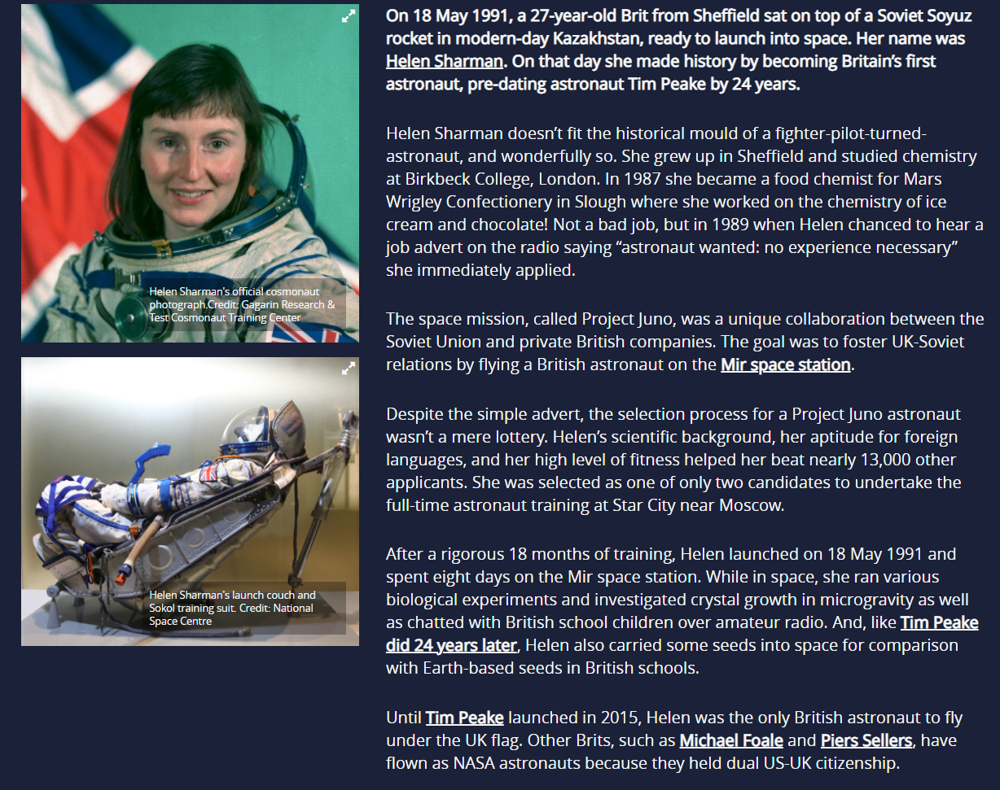 Helen Sharman's official cosmonaut
photograph.Credit: Gagarin Research &
Test Cosmonaut Training Center
Helen Sharman's launch couch and
Sokol training suit. Credit: National
Space Centre
On 18 May 1991, a 27-year-old Brit from Sheffield sat on top of a Soviet Soyuz
rocket in modern-day Kazakhstan, ready to launch into space. Her name was
Helen Sharman. On that day she made history by becoming Britain’s first
astronaut, pre-dating astronaut Tim Peake by 24 years.
Helen Sharman doesn’t fit the historical mould of a fighter-pilot-turned-
astronaut, and wonderfully so. She grew up in Sheffield and studied chemistry
at Birkbeck College, London. In 1987 she became a food chemist for Mars
Wrigley Confectionery in Slough where she worked on the chemistry of ice
cream and chocolate! Not a bad job, but in 1989 when Helen chanced to hear a
job advert on the radio saying “astronaut wanted: no experience necessary”
she immediately applied.
The space mission, called Project Juno, was a unique collaboration between the
Soviet Union and private British companies. The goal was to foster UK-Soviet
relations by flying a British astronaut on the Mir space station.
Despite the simple advert, the selection process for a Project Juno astronaut
wasn’t a mere lottery. Helen’s scientific background, her aptitude for foreign
languages, and her high level of fitness helped her beat nearly 13,000 other
applicants. She was selected as one of only two candidates to undertake the
full-time astronaut training at Star City near Moscow.
After a rigorous 18 months of training, Helen launched on 18 May 1991 and
spent eight days on the Mir space station. While in space, she ran various
biological experiments and investigated crystal growth in microgravity as well
as chatted with British school children over amateur radio. And, like Tim Peake
did 24 years later, Helen also carried some seeds into space for comparison
with Earth-based seeds in British schools.
Until Tim Peake launched in 2015, Helen was the only British astronaut to fly
under the UK flag. Other Brits, such as Michael Foale and Piers Sellers, have
flown as NASA astronauts because they held dual US-UK citizenship.